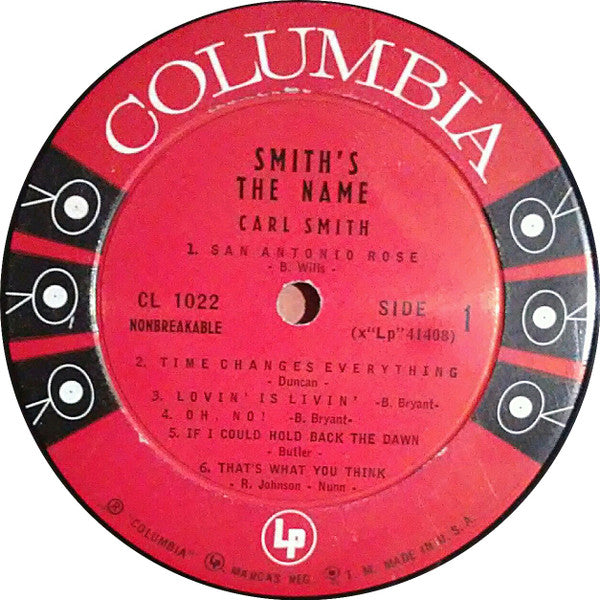 COLUMBIA
SMITH'S
THE NAME
CARL SMITH
1. SAN ANTONIO ROSE
- B. Wills -
CL 1022
NONBREAKABLE
SIDE 1
(x"Lp"41408)
2. TIME CHANGES EVERYTHING
- Duncan -
3. LOVIN' IS LIVIN' -B. Bryant-
4. OH, NO! -B. Bryant-
5. IF I COULD HOLD BACK THE DAWN
- Butler -
6. THAT'S WHAT YOU THINK
- R. Johnson - Nunn -
Lp
® "COLUMBIA" MARCAS REG. T. M. MADE IN U. S. A.